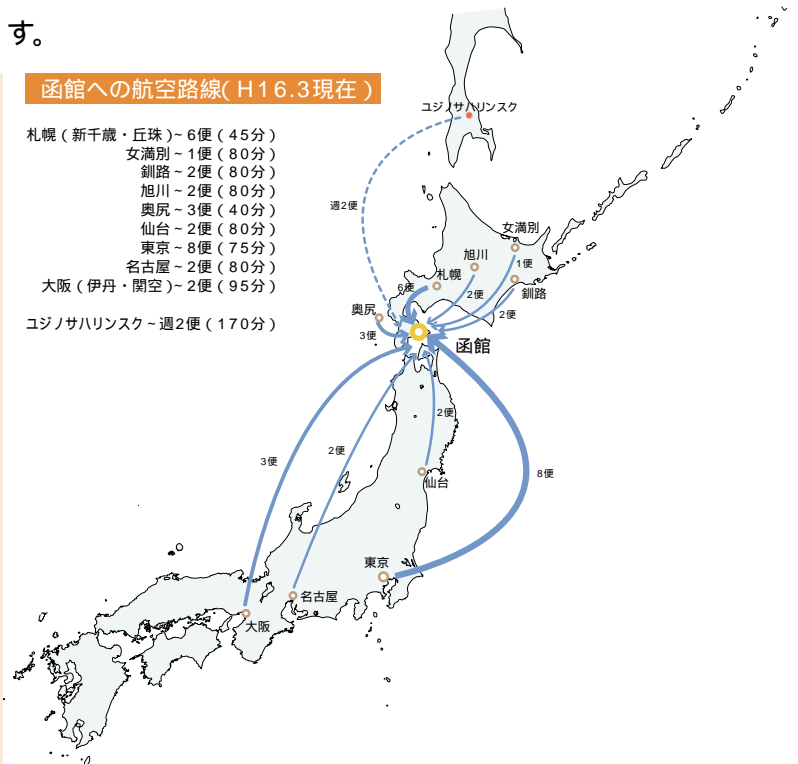 す。
函館への航空路線(H16.3現在)
札幌(新千歳・丘珠)~6便(45分)
女満別~1便(80分)
釧路~2便(80分)
旭川~2便(80分)
奥尻~3便(40分)
仙台~2便(80分)
東京~8便(75分)
名古屋~2便(80分)
大阪(伊丹・関空)~2便(95分)
ユジノサハリンスク~週2便(170分)
ユジノサハリンスク
週2便
女満別
旭川
1便
札幌
6便
2便
釧路
奥尻
2便
3便
函館
2便
3便
2便
8便
仙台
東京
名古屋
大阪